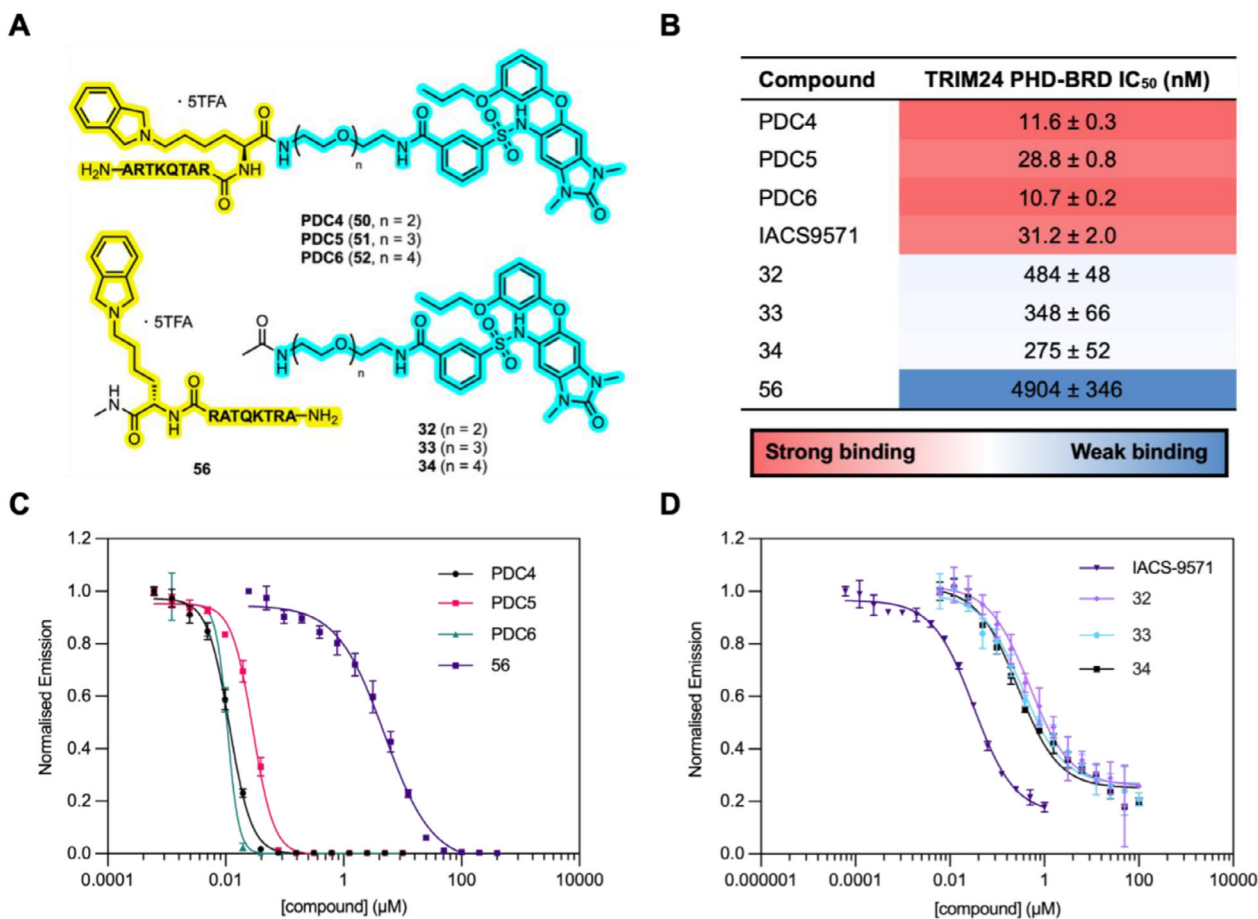 A
· 5TFA
O
N
N
H
O
N
H
O
S
O O
H
N
O
O
N
N
O
n
H₂N–ARTKQTAR
NH
O
PDC4 (50, n = 2)
PDC5 (51, n = 3)
PDC6 (52, n = 4)
N
· 5TFA
H
N
O
N
H
O
RATQKTRA–NH₂
56
O
N
H
O
n
N
H
O
S
O O
H
N
O
O
N
N
O
32 (n = 2)
33 (n = 3)
34 (n = 4)
B
Compound TRIM24 PHD-BRD IC₅₀ (nM)
PDC4 11.6 ± 0.3
PDC5 28.8 ± 0.8
PDC6 10.7 ± 0.2
IACS9571 31.2 ± 2.0
32 484 ± 48
33 348 ± 66
34 275 ± 52
56 4904 ± 346
Strong binding Weak binding
C
Normalised Emission
1.2
1.0
0.8
0.6
0.4
0.2
0.0
PDC4
PDC5
PDC6
56
0.0001 0.01 1 100 10000
[compound] (µM)
D
Normalised Emission
1.2
1.0
0.8
0.6
0.4
0.2
0.0
IACS-9571
32
33
34
0.000001 0.0001 0.01 1 100 10000
[compound] (µM)